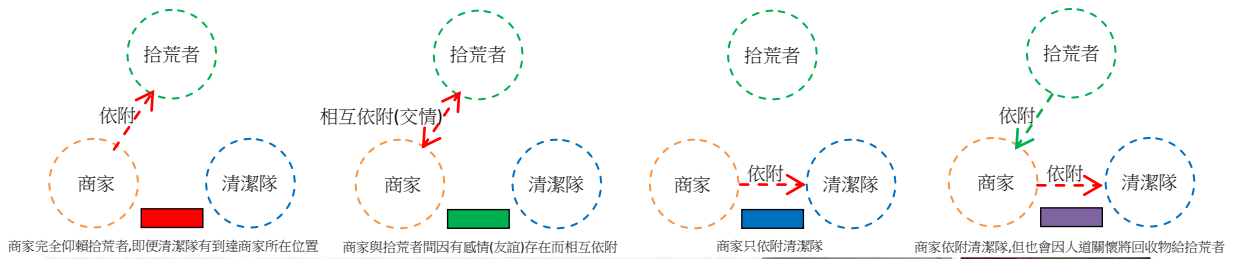 拾荒者
依附
商家
清潔隊
商家完全仰賴拾荒者,即便清潔隊有到達商家所在位置
拾荒者
相互依附(交情)
商家
清潔隊
商家與拾荒者間因有感情(友誼)存在而相互依附
拾荒者
商家
依附
清潔隊
商家只依附清潔隊
拾荒者
依附
商家
依附
清潔隊
商家依附清潔隊,但也會因人道關懷將回收物給拾荒者